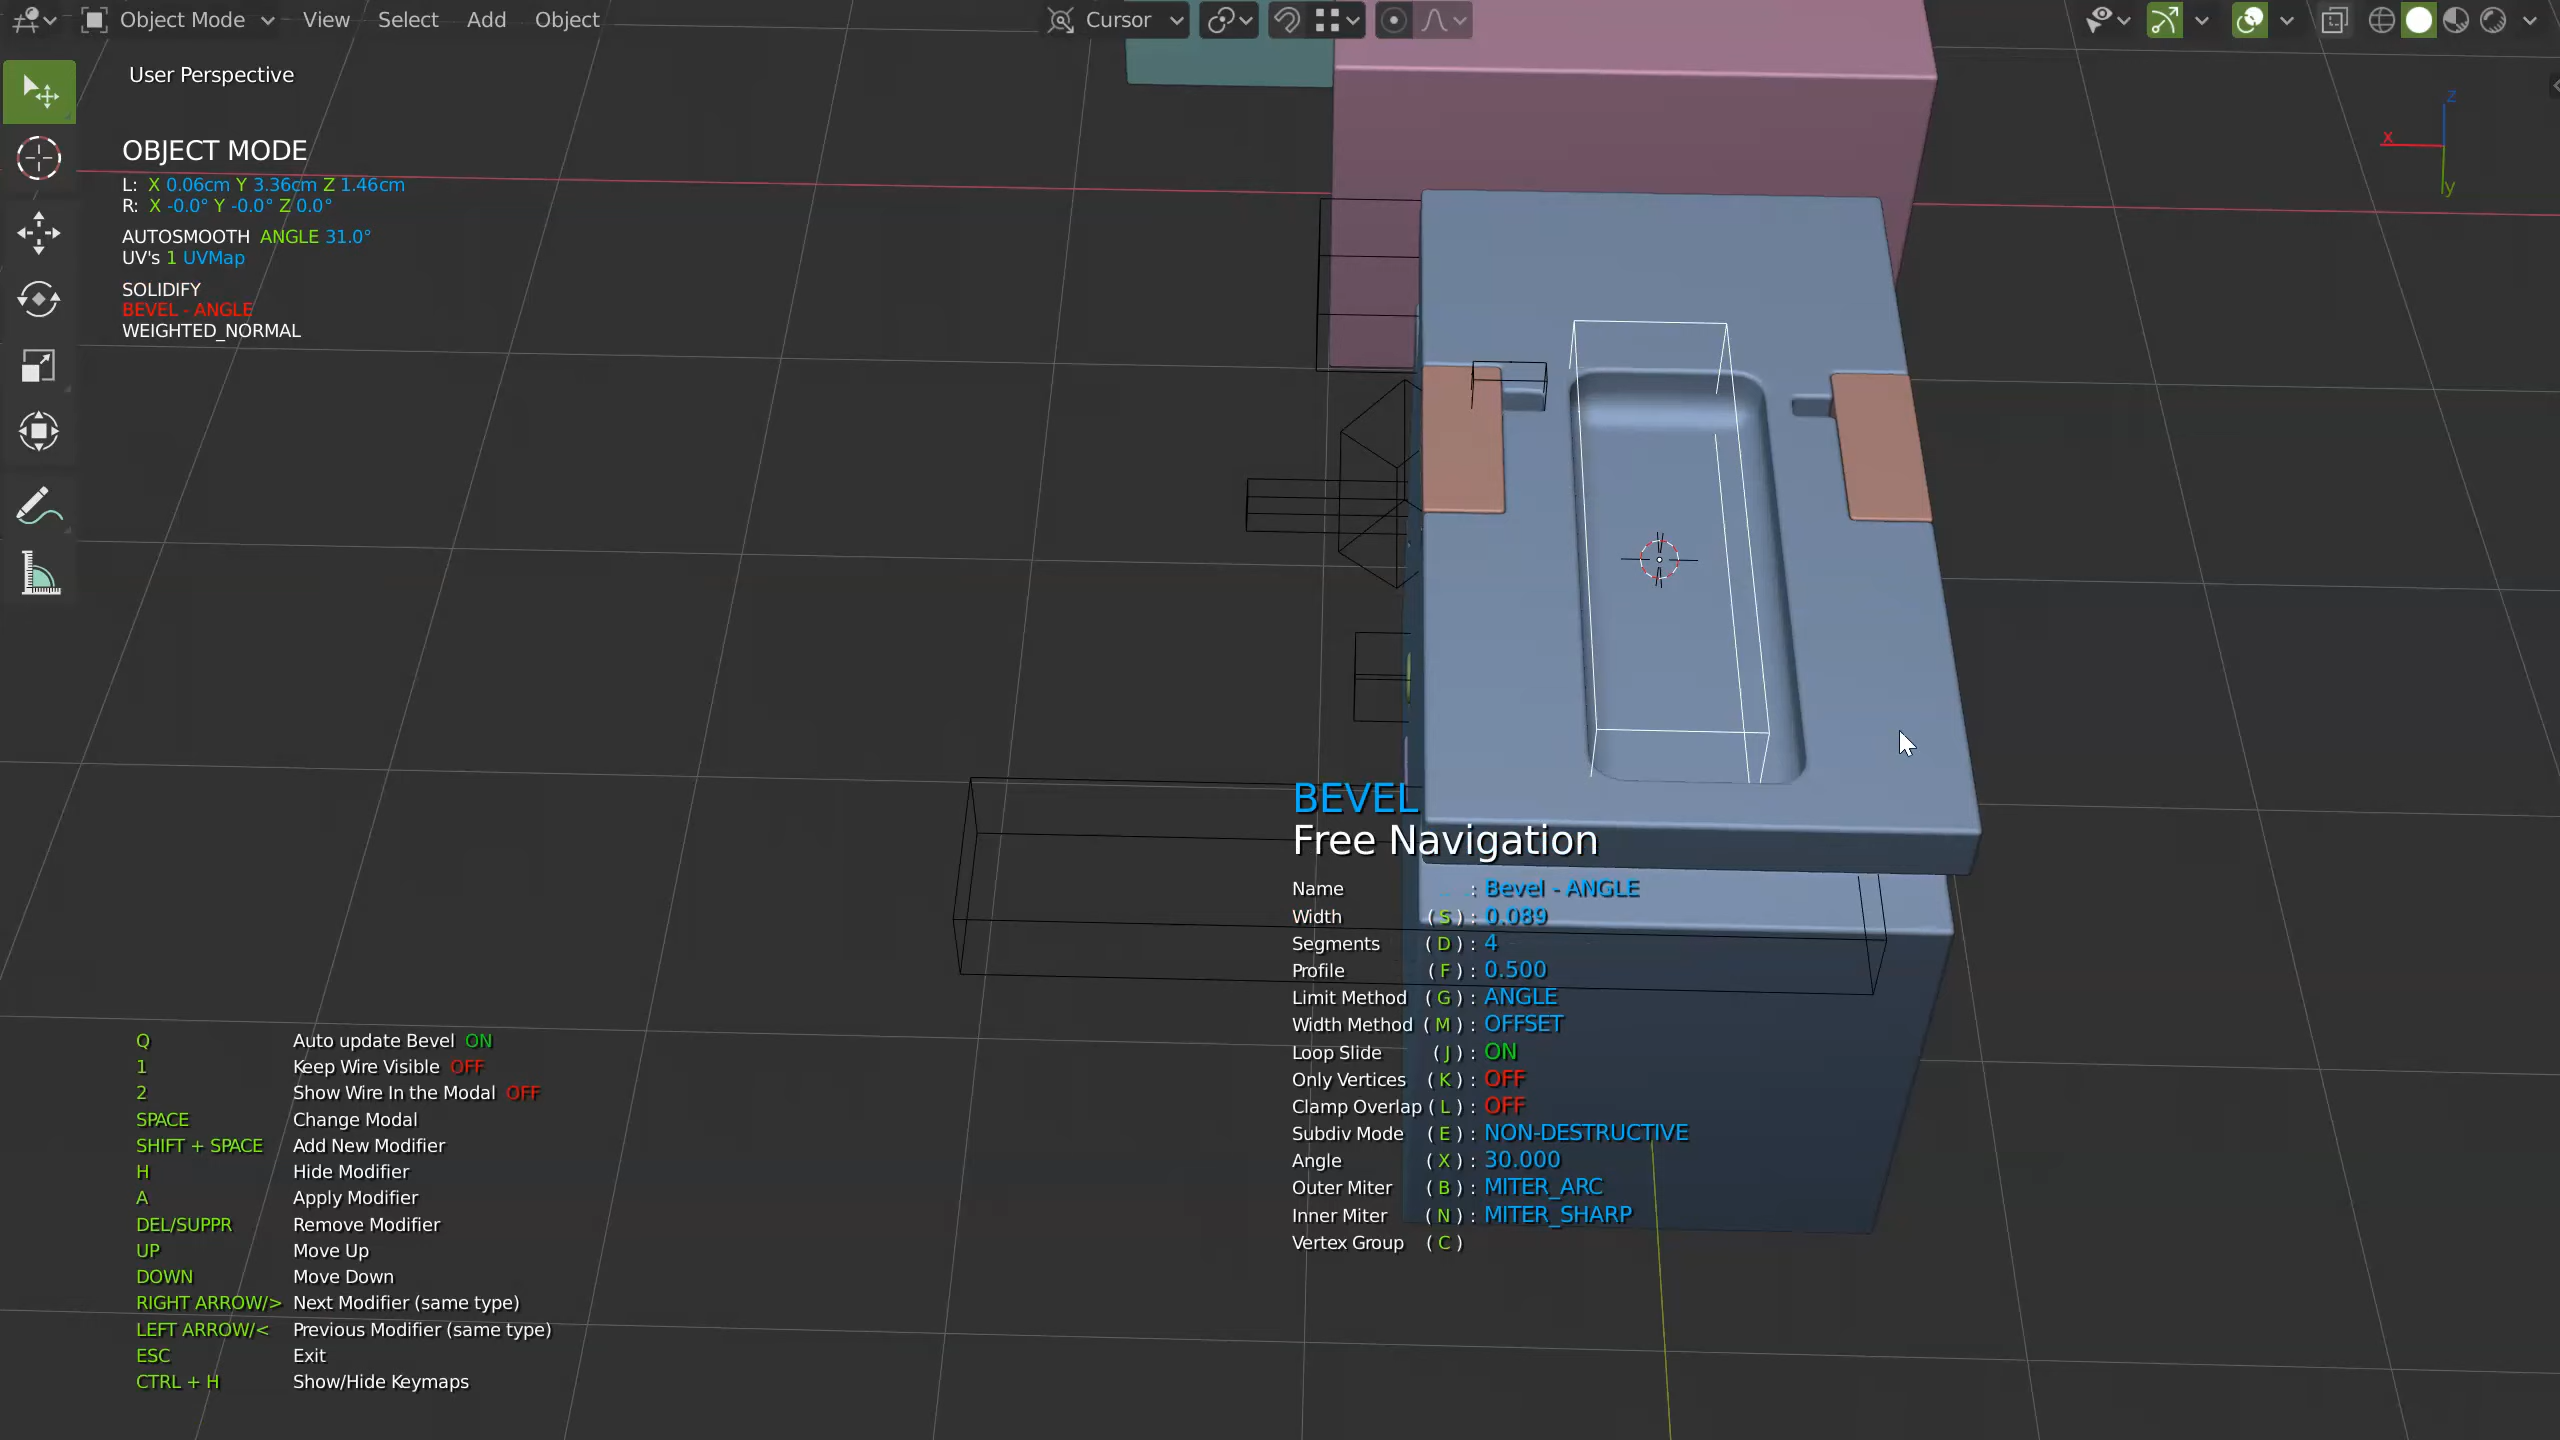 Object Mode View Select Add Object Cursor
User Perspective
OBJECT MODE
L: X 0.06cm Y 3.36cm Z 1.46cm
R: X -0.0° Y -0.0° Z 0.0°
AUTOSMOOTH ANGLE 31.0°
UV's 1 UVMap
SOLIDIFY
BEVEL - ANGLE
WEIGHTED_NORMAL
z
x
y
BEVEL
Free Navigation
Name : Bevel - ANGLE
Width ( S ) : 0.089
Segments ( D ) : 4
Profile ( F ) : 0.500
Limit Method ( G ) : ANGLE
Width Method ( M ) : OFFSET
Loop Slide ( J ) : ON
Only Vertices ( K ) : OFF
Clamp Overlap ( L ) : OFF
Subdiv Mode ( E ) : NON-DESTRUCTIVE
Angle ( X ) : 30.000
Outer Miter ( B ) : MITER_ARC
Inner Miter ( N ) : MITER_SHARP
Vertex Group ( C )
Q Auto update Bevel ON
1 Keep Wire Visible OFF
2 Show Wire In the Modal OFF
SPACE Change Modal
SHIFT + SPACE Add New Modifier
H Hide Modifier
A Apply Modifier
DEL/SUPPR Remove Modifier
UP Move Up
DOWN Move Down
RIGHT ARROW/> Next Modifier (same type)
LEFT ARROW/< Previous Modifier (same type)
ESC Exit
CTRL + H Show/Hide Keymaps